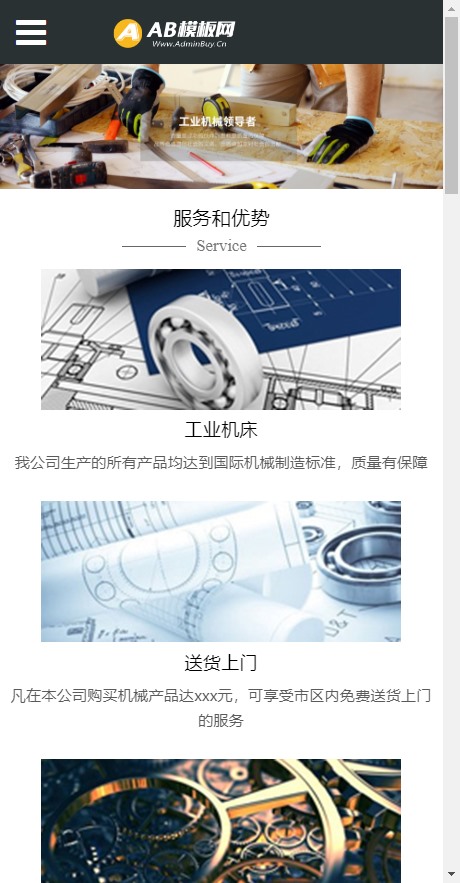 AB模板网
Www.AdminBuy.Cn
工业机械领导者
服务和优势
Service
工业机床
我公司生产的所有产品均达到国际机械制造标准，质量有保障
送货上门
凡在本公司购买机械产品达xxx元，可享受市区内免费送货上门
的服务